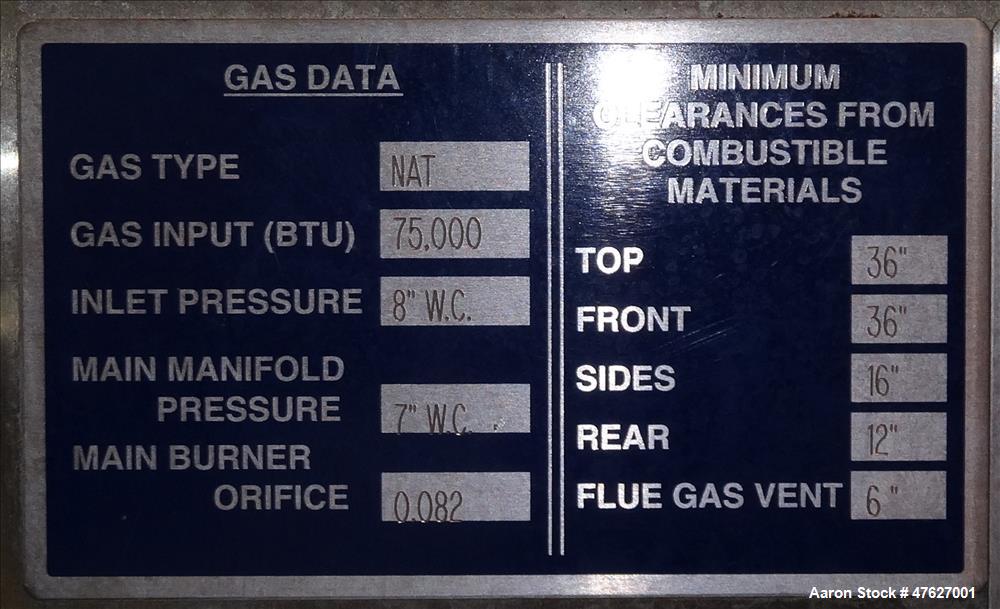 GAS DATA
GAS TYPE NAT
GAS INPUT (BTU) 75,000
INLET PRESSURE 8" W.C.
MAIN MANIFOLD
PRESSURE 7" W.C.
MAIN BURNER
ORIFICE 0.082
MINIMUM
CLEARANCES FROM
COMBUSTIBLE
MATERIALS
TOP 36"
FRONT 36"
SIDES 16"
REAR 12"
FLUE GAS VENT 6"
Aaron Stock # 47627001